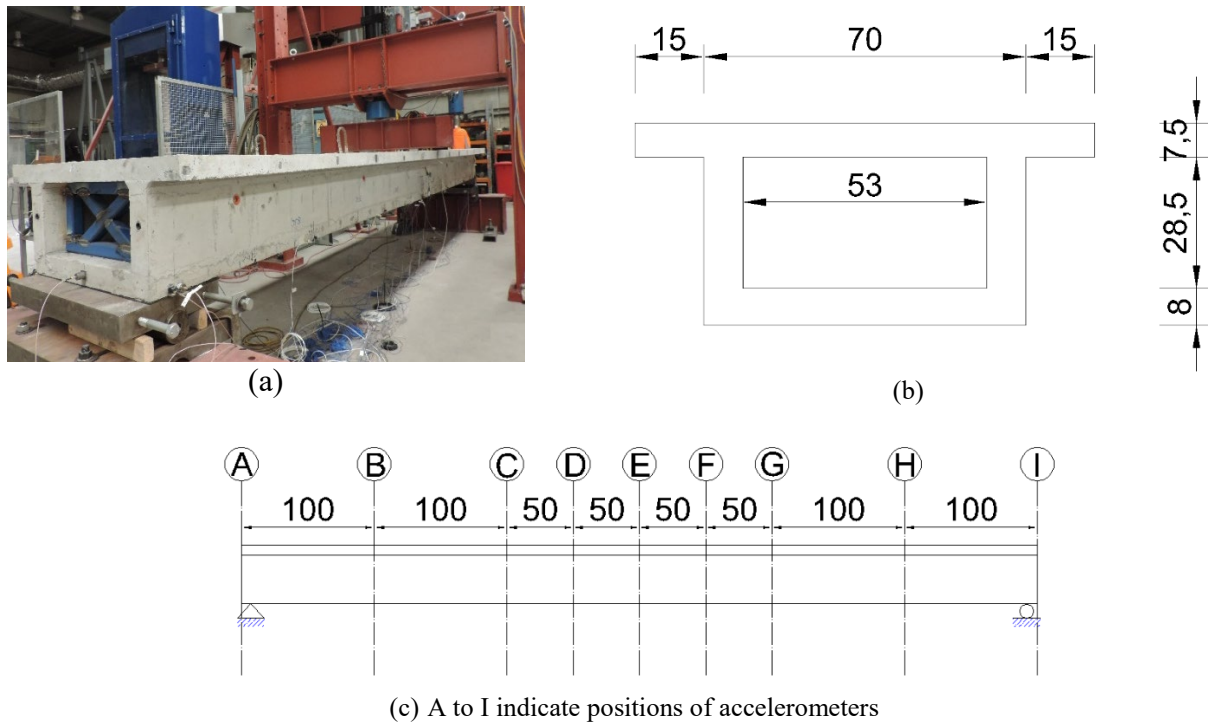 15 70 15
7,5
53
28,5
8
(a)
(b)
A B C D E F G H I
100 100 50 50 50 50 100 100
(c) A to I indicate positions of accelerometers